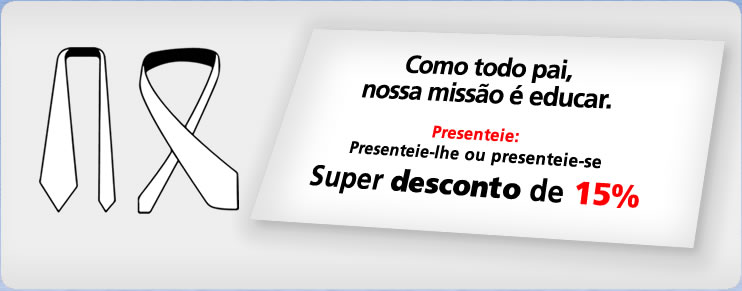 Como todo pai,
nossa missão é educar.
Presenteie:
Presenteie-lhe ou presenteie-se
Super desconto de 15%